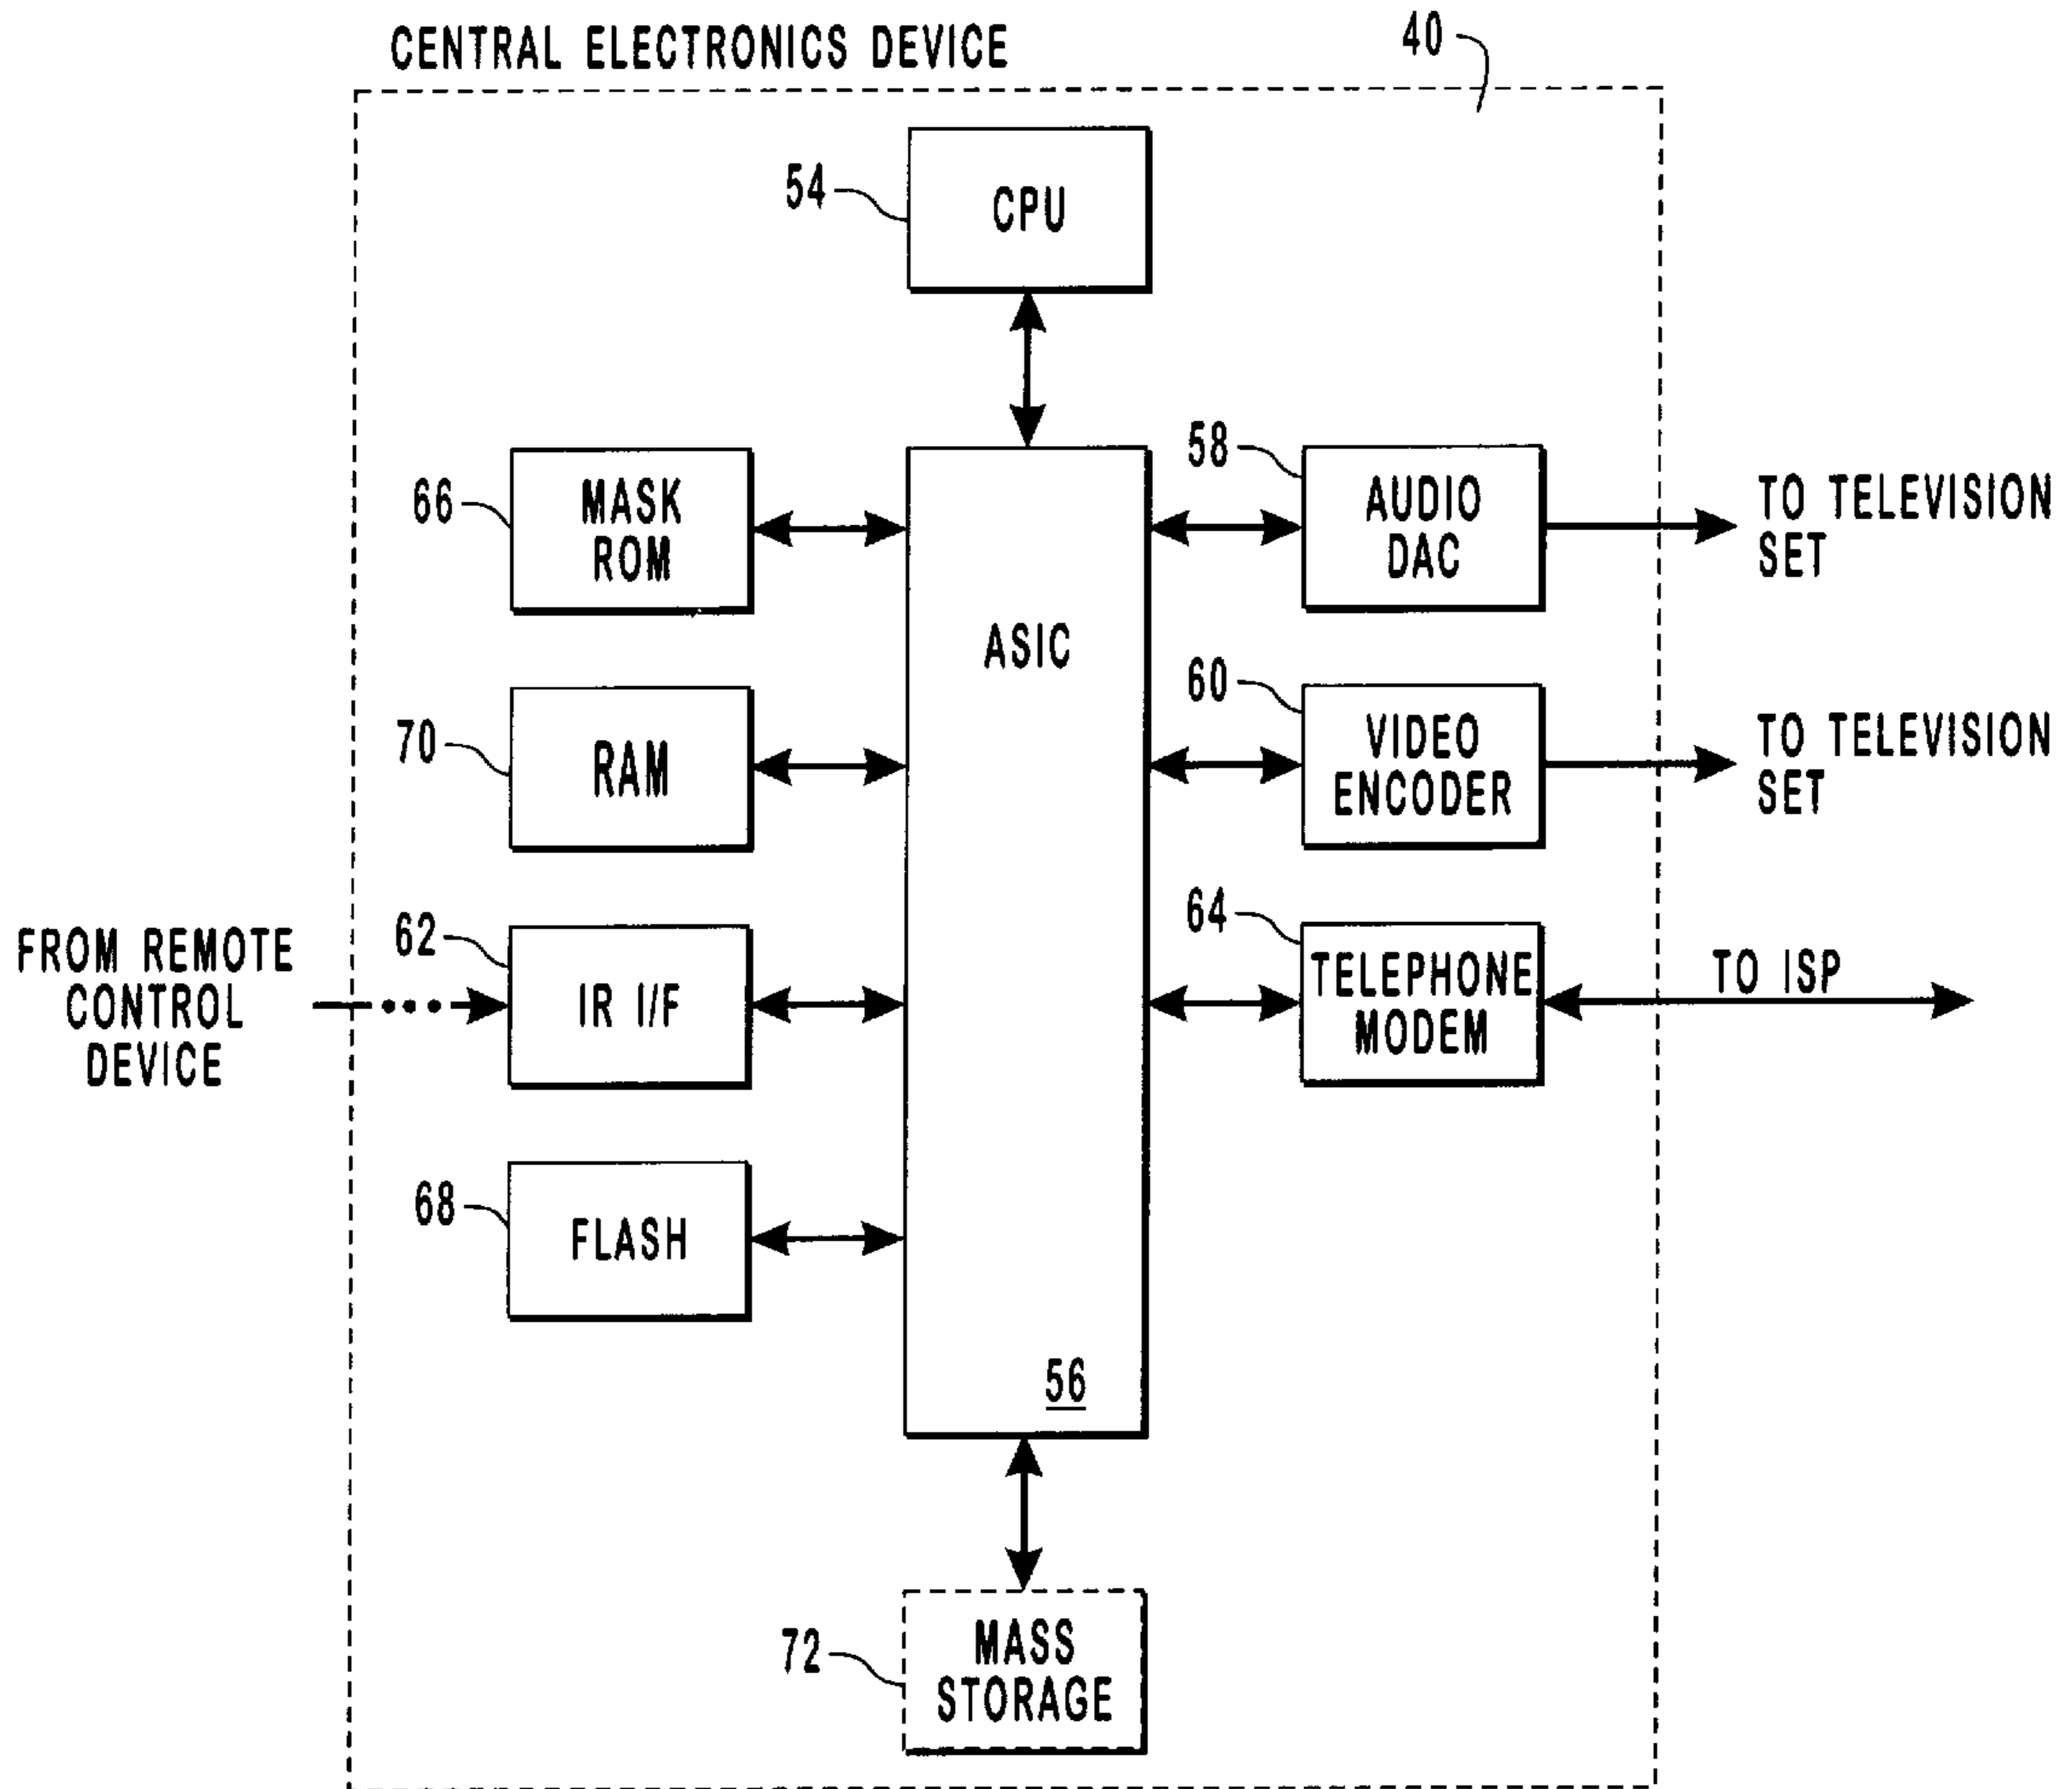 CENTRAL ELECTRONICS DEVICE
40
54
CPU
66
MASK
ROM
58
AUDIO
DAC
TO TELEVISION
SET
ASIC
70
RAM
60
VIDEO
ENCODER
TO TELEVISION
SET
FROM REMOTE
CONTROL
DEVICE
62
IR I/F
64
TELEPHONE
MODEM
TO ISP
68
FLASH
56
72
MASS
STORAGE